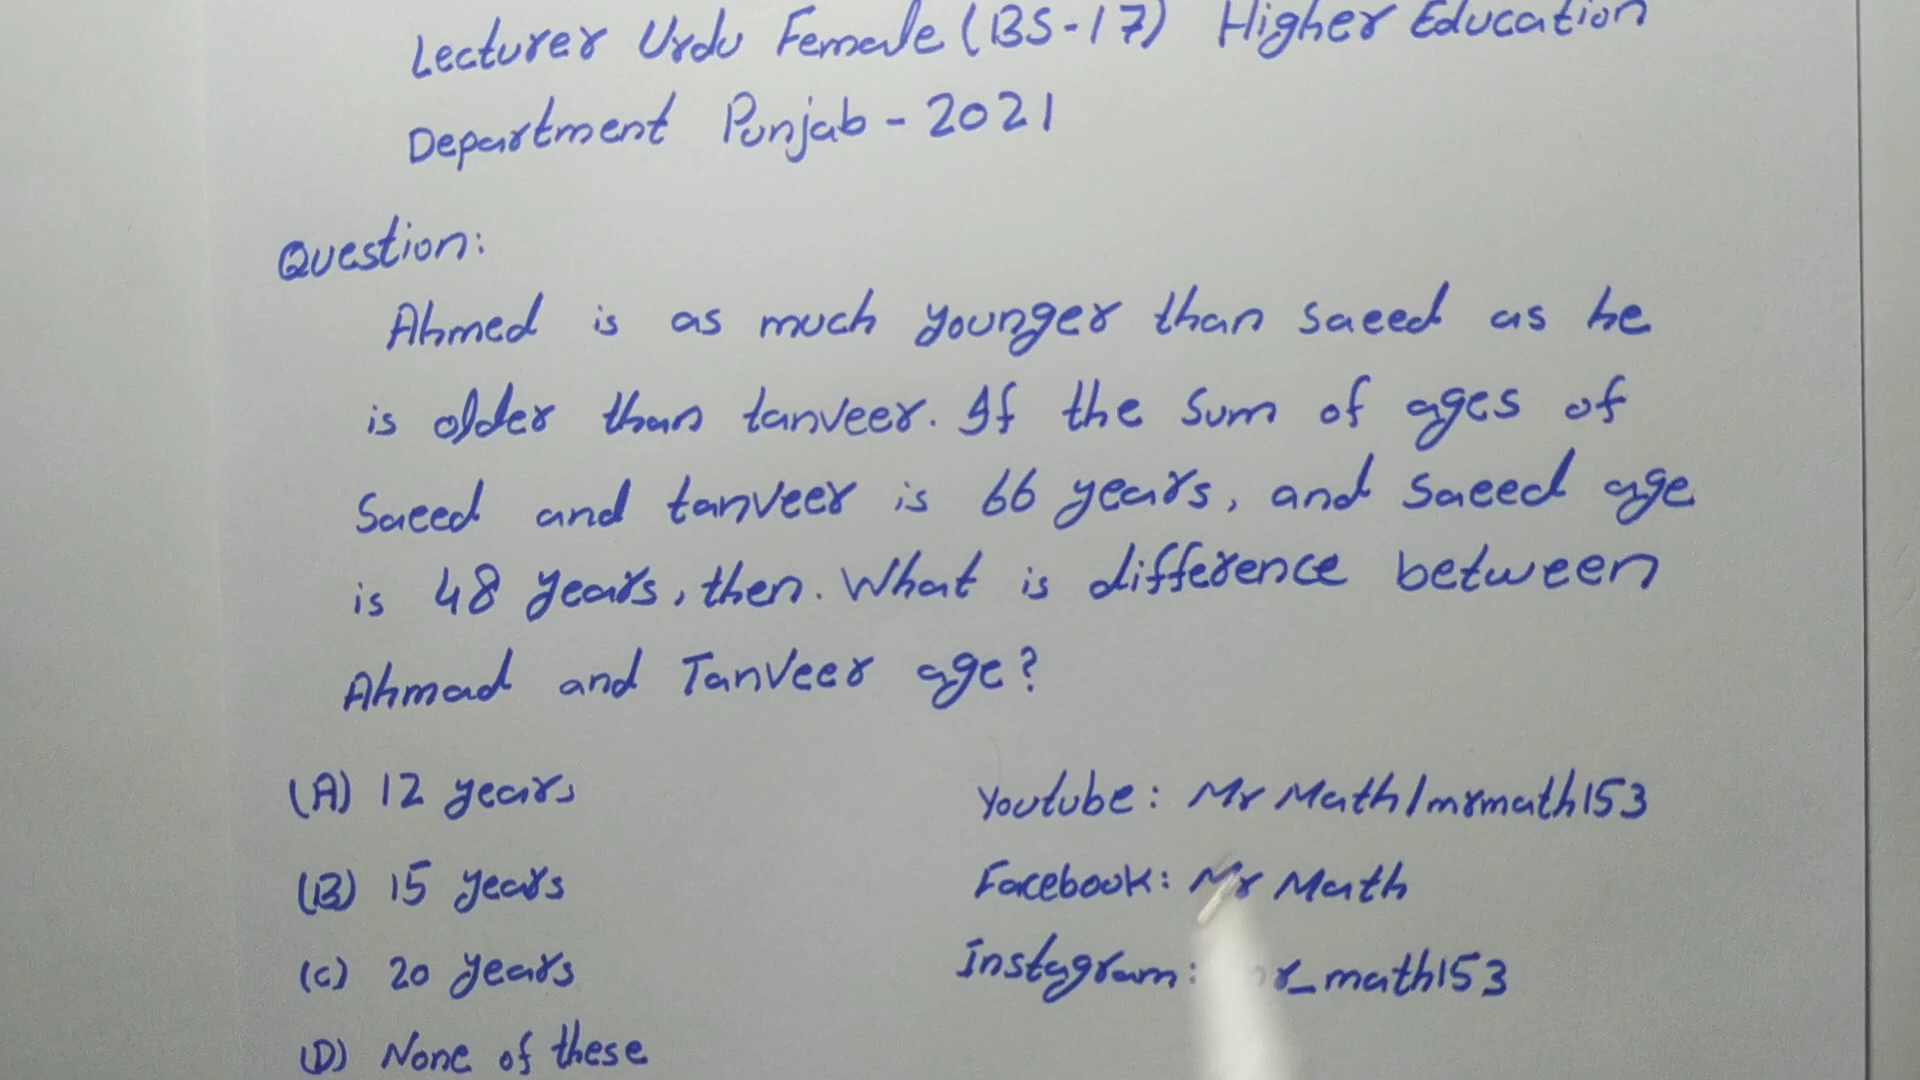 Lecturer Urdu Female (BS-17) Higher Education
Department Punjab - 2021
Question:
Ahmed is as much younger than Saeed as he
is older than tanveer. If the sum of ages of
Saeed and tanveer is 66 years, and Saeed age
is 48 years, then. What is difference between
Ahmad and Tanveer age?
(A) 12 years
(B) 15 years
(C) 20 years
(D) None of these
Youtube: Mr Math/mrmath153
Facebook: Mr Math
Instagram: r_math153